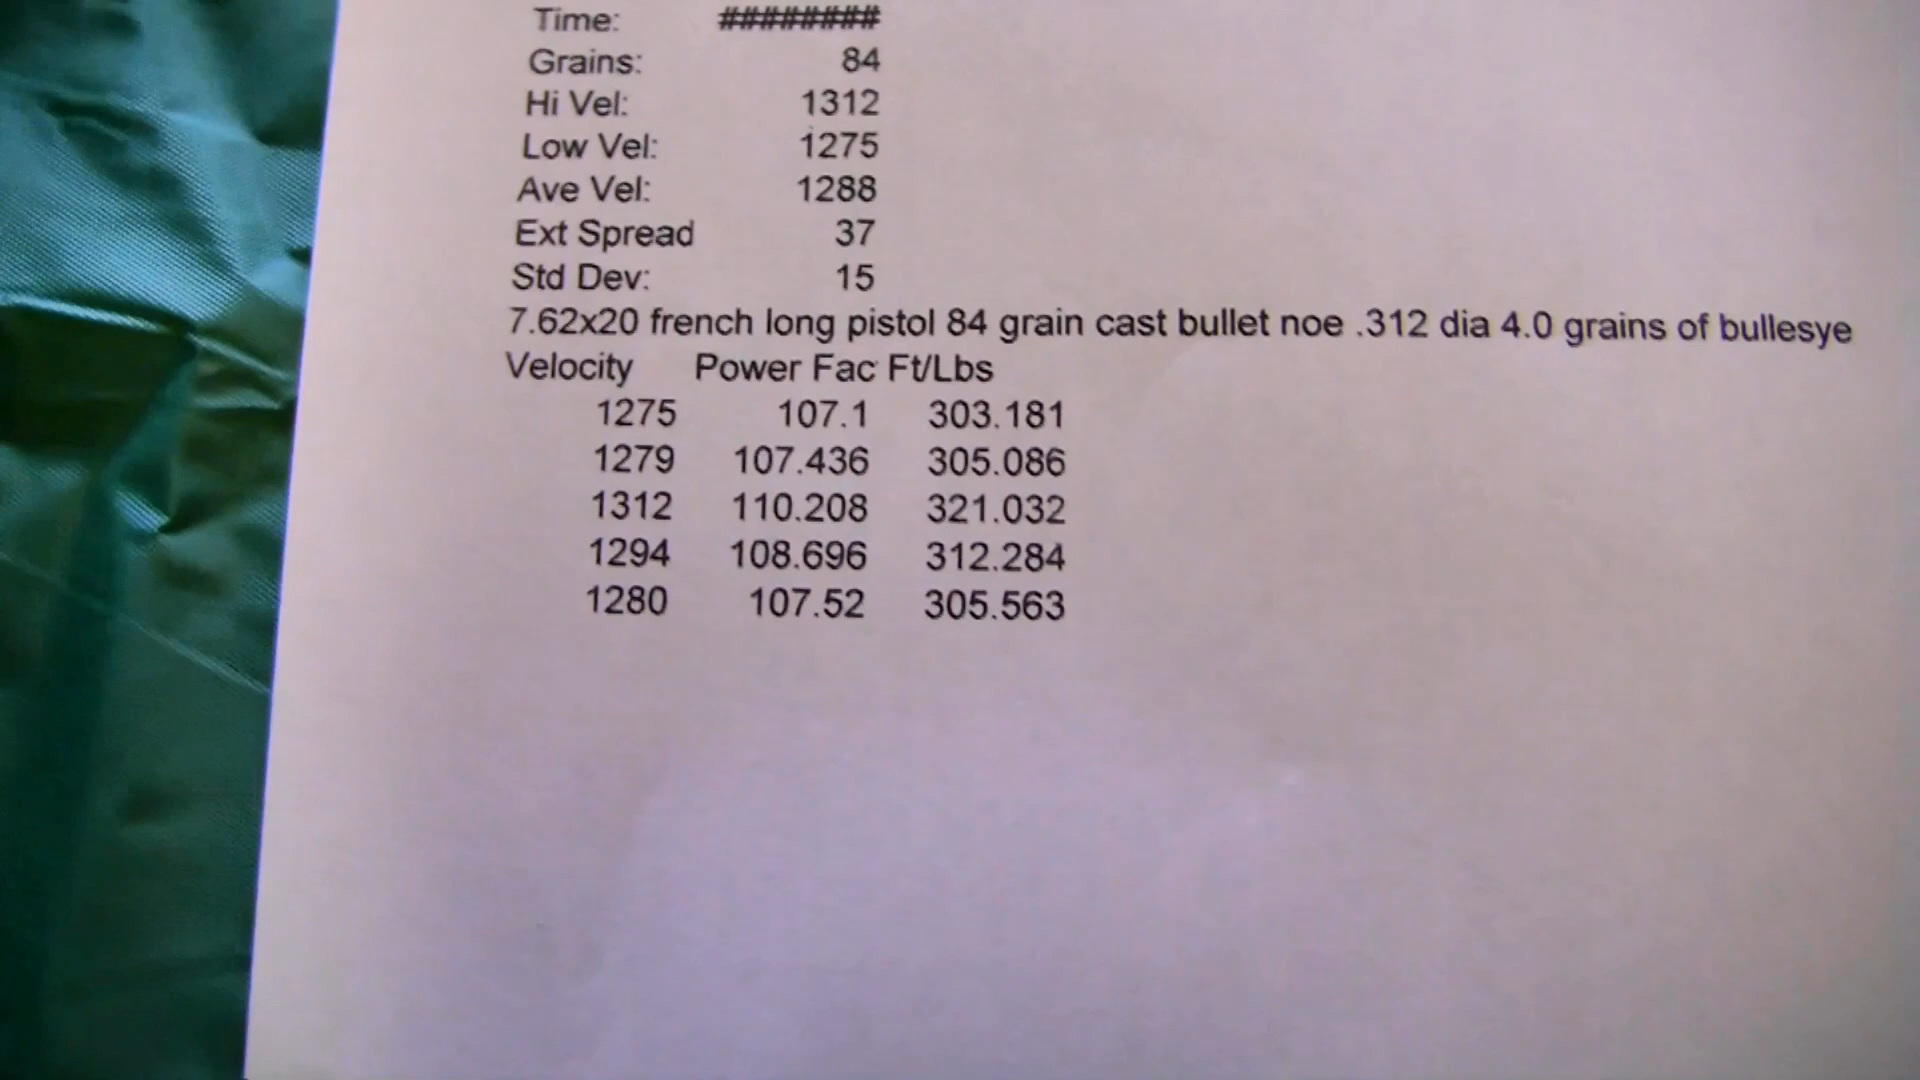 Time: ########
Grains: 84
Hi Vel: 1312
Low Vel: 1275
Ave Vel: 1288
Ext Spread 37
Std Dev: 15
7.62x20 french long pistol 84 grain cast bullet noe .312 dia 4.0 grains of bullesye
Velocity Power Fac Ft/Lbs
1275 107.1 303.181
1279 107.436 305.086
1312 110.208 321.032
1294 108.696 312.284
1280 107.52 305.563